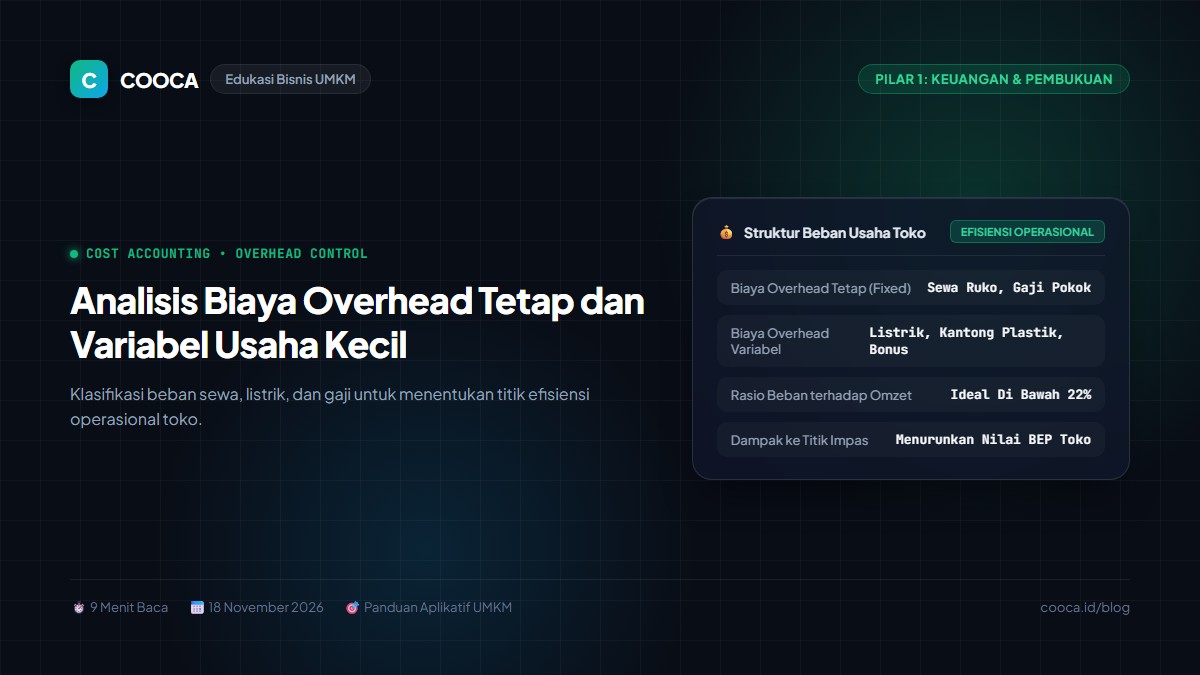 C
COOCA
Edukasi Bisnis UMKM
PILAR 1: KEUANGAN & PEMBUKUAN
COST ACCOUNTING • OVERHEAD CONTROL
Analisis Biaya Overhead Tetap dan
Variabel Usaha Kecil
Klasifikasi beban sewa, listrik, dan gaji untuk menentukan titik efisiensi
operasional toko.
Struktur Beban Usaha Toko
EFISIENSI OPERASIONAL
Biaya Overhead Tetap (Fixed)
Sewa Ruko, Gaji Pokok
Biaya Overhead
Variabel
Listrik, Kantong Plastik,
Bonus
Rasio Beban terhadap Omzet
Ideal Di Bawah 22%
Dampak ke Titik Impas
Menurunkan Nilai BEP Toko
9 Menit Baca
18 November 2026
Panduan Aplikatif UMKM
cooca.id/blog